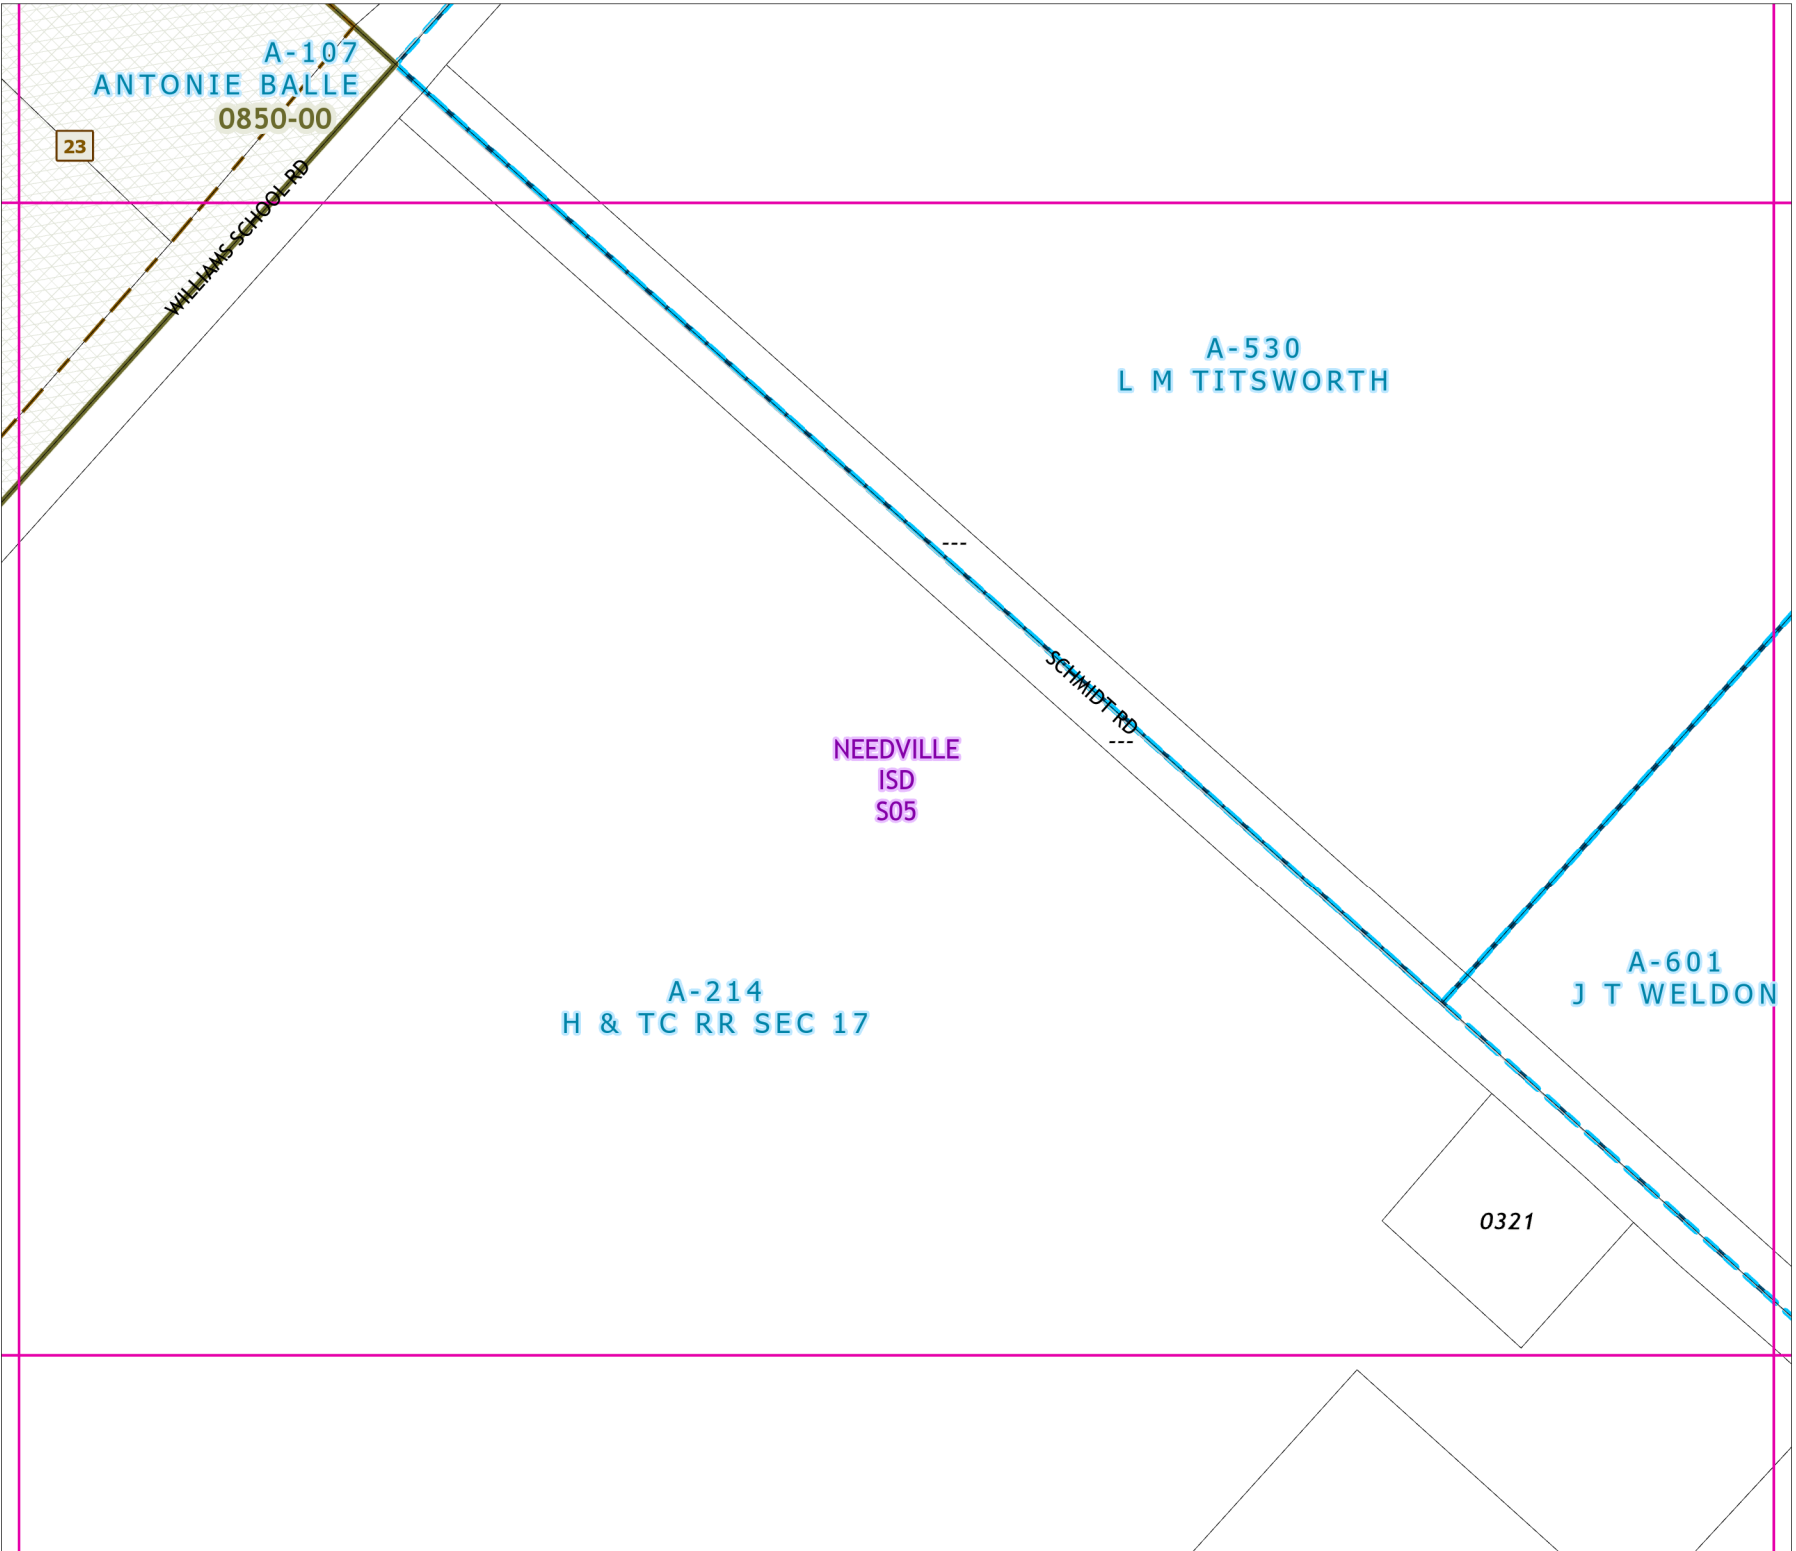 A-107
ANTONIE BALLE
0850-00
23
WILLIAMS SCHOOL RD
A-530
L M TITSWORTH
---
SCHMIDT RD
---
NEEDVILLE
ISD
S05
A-601
J T WELDON
A-214
H & TC RR SEC 17
0321